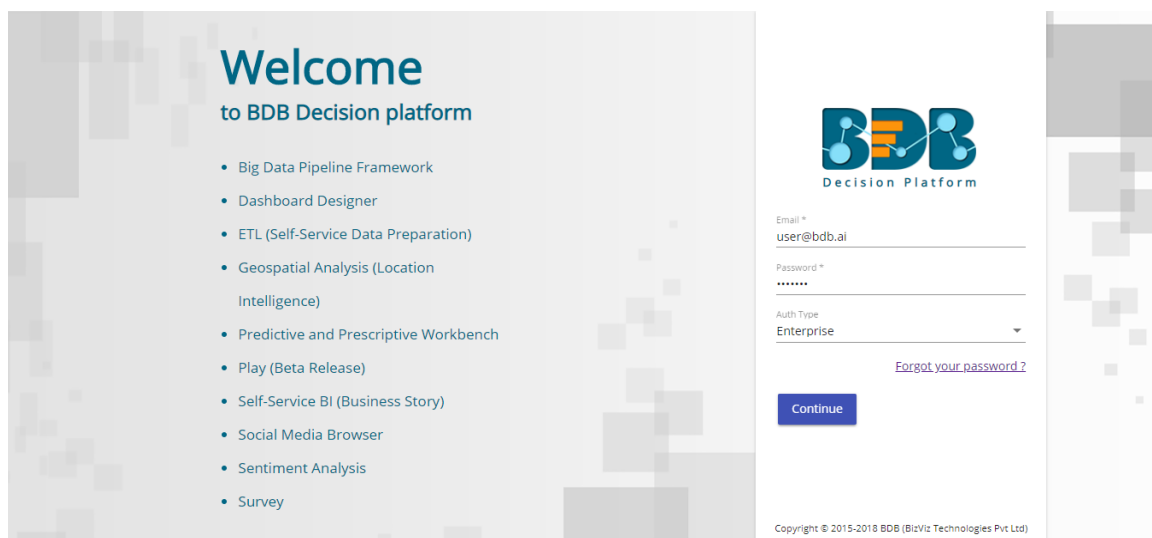 Welcome
to BDB Decision platform
• Big Data Pipeline Framework
• Dashboard Designer
• ETL (Self-Service Data Preparation)
• Geospatial Analysis (Location
Intelligence)
• Predictive and Prescriptive Workbench
• Play (Beta Release)
• Self-Service BI (Business Story)
• Social Media Browser
• Sentiment Analysis
• Survey
BDB
Decision Platform
Email *
user@bdb.ai
Password *
•••••••
Auth Type
Enterprise
Forgot your password ?
Continue
Copyright © 2015-2018 BDB (BizViz Technologies Pvt Ltd)